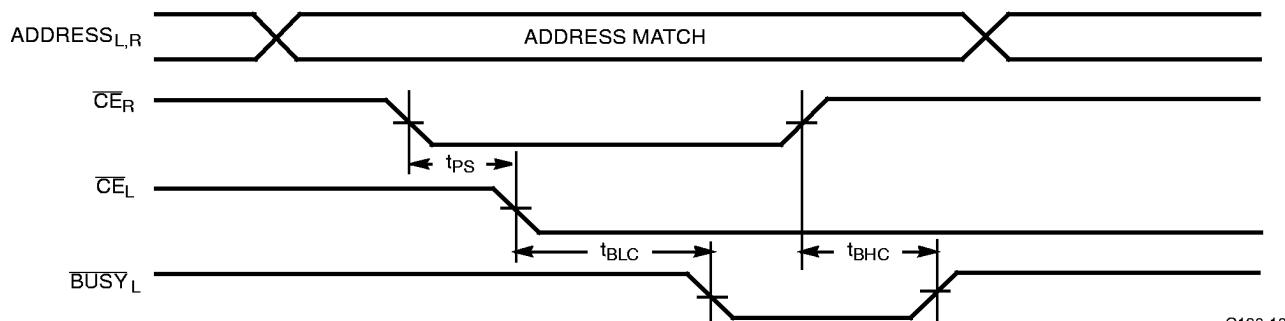 ADDRESSL,R
ADDRESS MATCH
CER
tPS
CEL
tBLC
tBHC
BUSYL